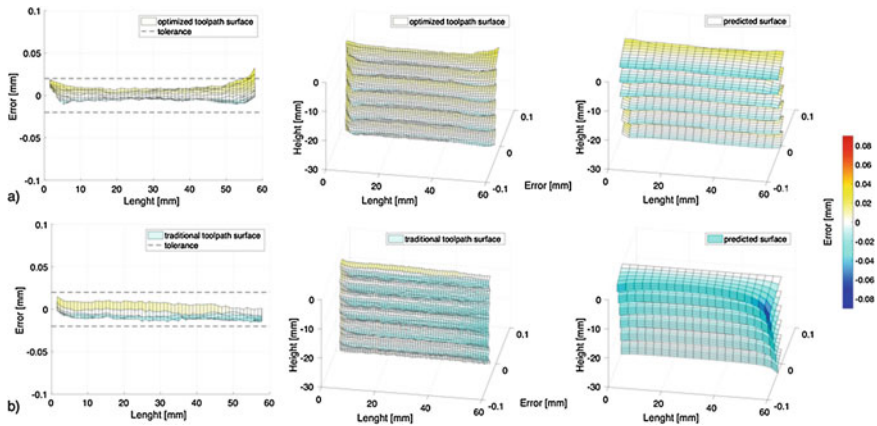 0.1
0.05
0
-0.05
-0.1
Error [mm]
optimized toolpath surface
tolerance
0 10 20 30 40 50 60
Lenght [mm]
a)
optimized toolpath surface
0
-10
-20
-30
Height [mm]
0 20 40 60
Lenght [mm]
0.1
0
-0.1
Error [mm]
predicted surface
0
-10
-20
-30
Height [mm]
0 20 40 60
Lenght [mm]
0.1
0
-0.1
0.1
0.05
0
-0.05
-0.1
Error [mm]
traditional toolpath surface
tolerance
0 10 20 30 40 50 60
Lenght [mm]
b)
traditional toolpath surface
0
-10
-20
-30
Height [mm]
0 20 40 60
Lenght [mm]
0.1
0
-0.1
Error [mm]
predicted surface
0
-10
-20
-30
Height [mm]
0 20 40 60
Lenght [mm]
0.1
0
-0.1
Error [mm]
0.08
0.06
0.04
0.02
0
-0.02
-0.04
-0.06
-0.08